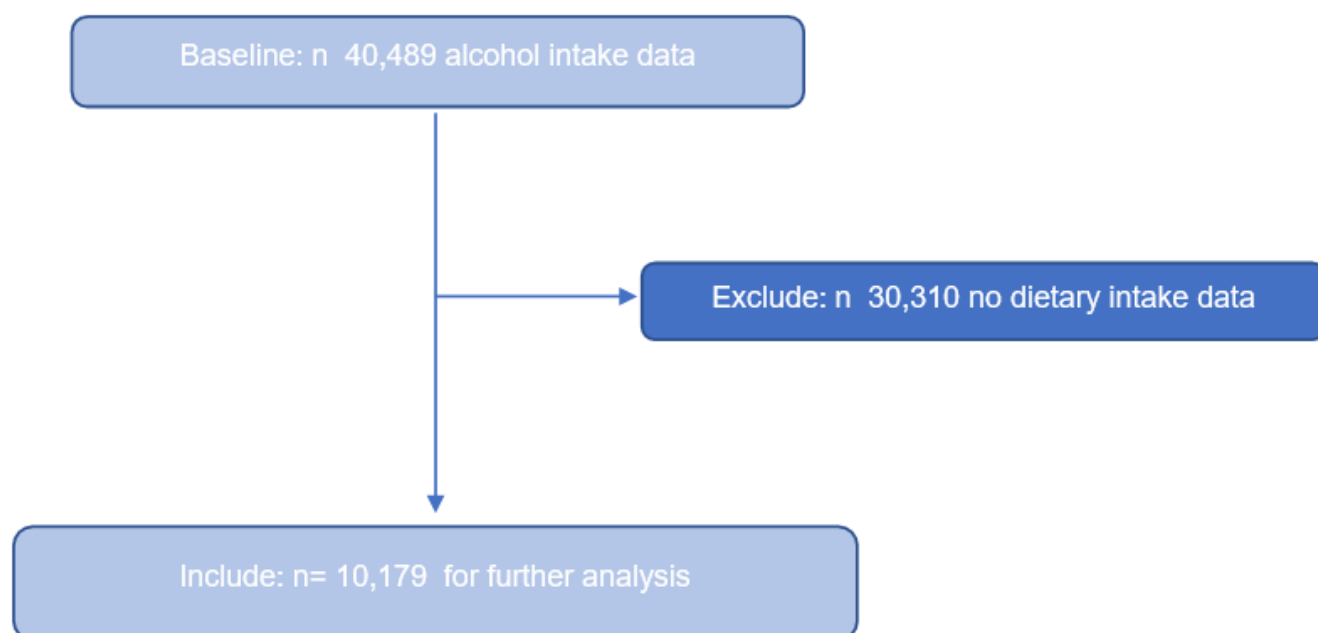 Baseline: n  40,489 alcohol intake data
Exclude: n  30,310 no dietary intake data
Include: n= 10,179  for further analysis